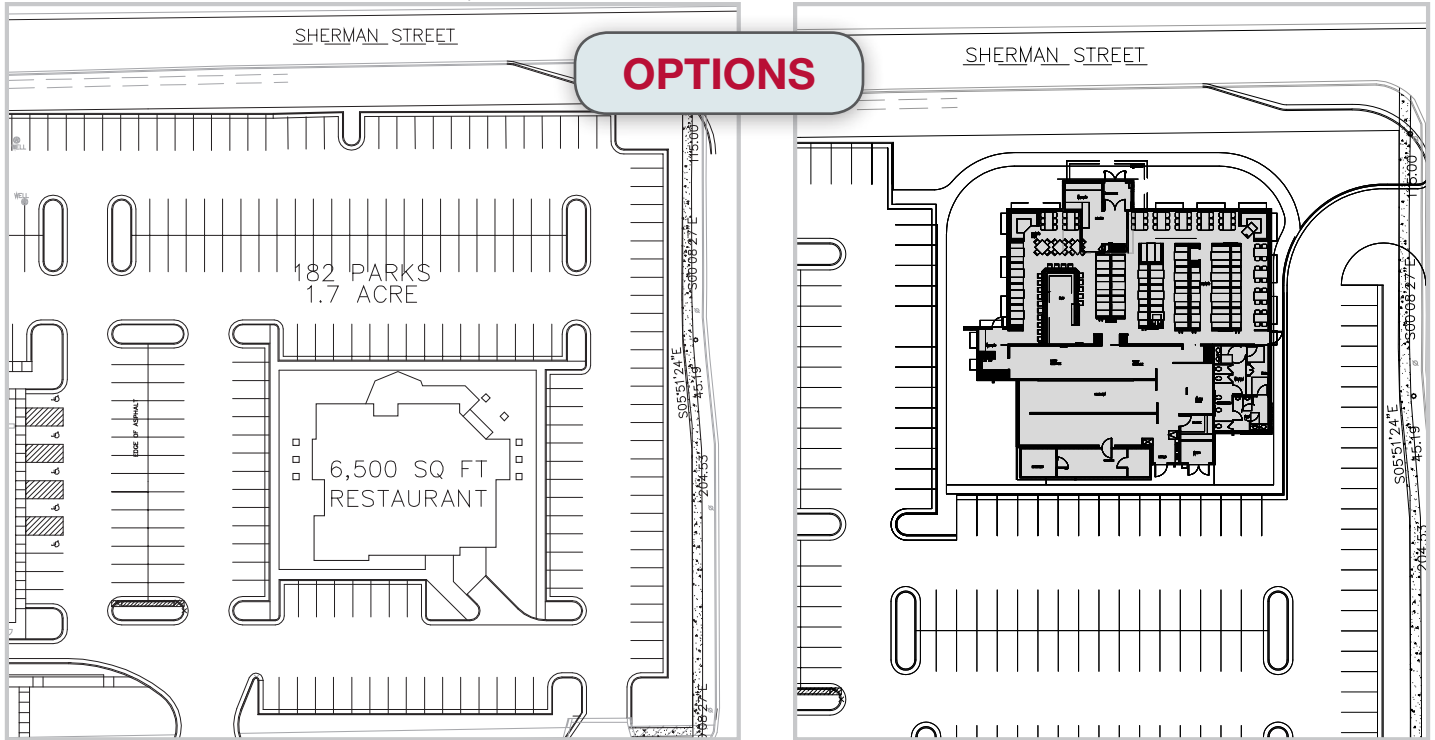 SHERMAN STREET
OPTIONS
SHERMAN STREET
WELL
WELL
115.00
S00°08'27"E
182 PARKS
1.7 ACRE
S05°51'24"E
45.19'
EDGE OF ASPHALT
6,500 SQ FT
RESTAURANT
204.53'
S00°08'27"E
S05°51'24"E
45.19'
204.53'